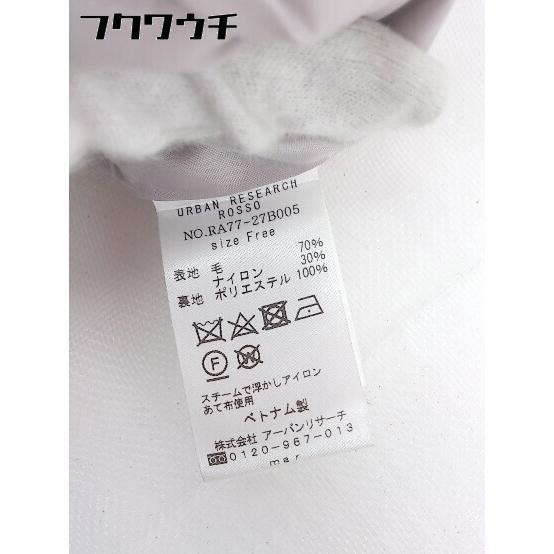 フクワウチ
URBAN RESEARCH
ROSSO
NO.RA77-27B005
size Free
表地 毛 70%
ナイロン 30%
裏地 ポリエステル 100%
F W
スチームで浮かしアイロン
あて布使用
ベトナム製
株式会社 アーバンリサーチ
0120-967-013
mar